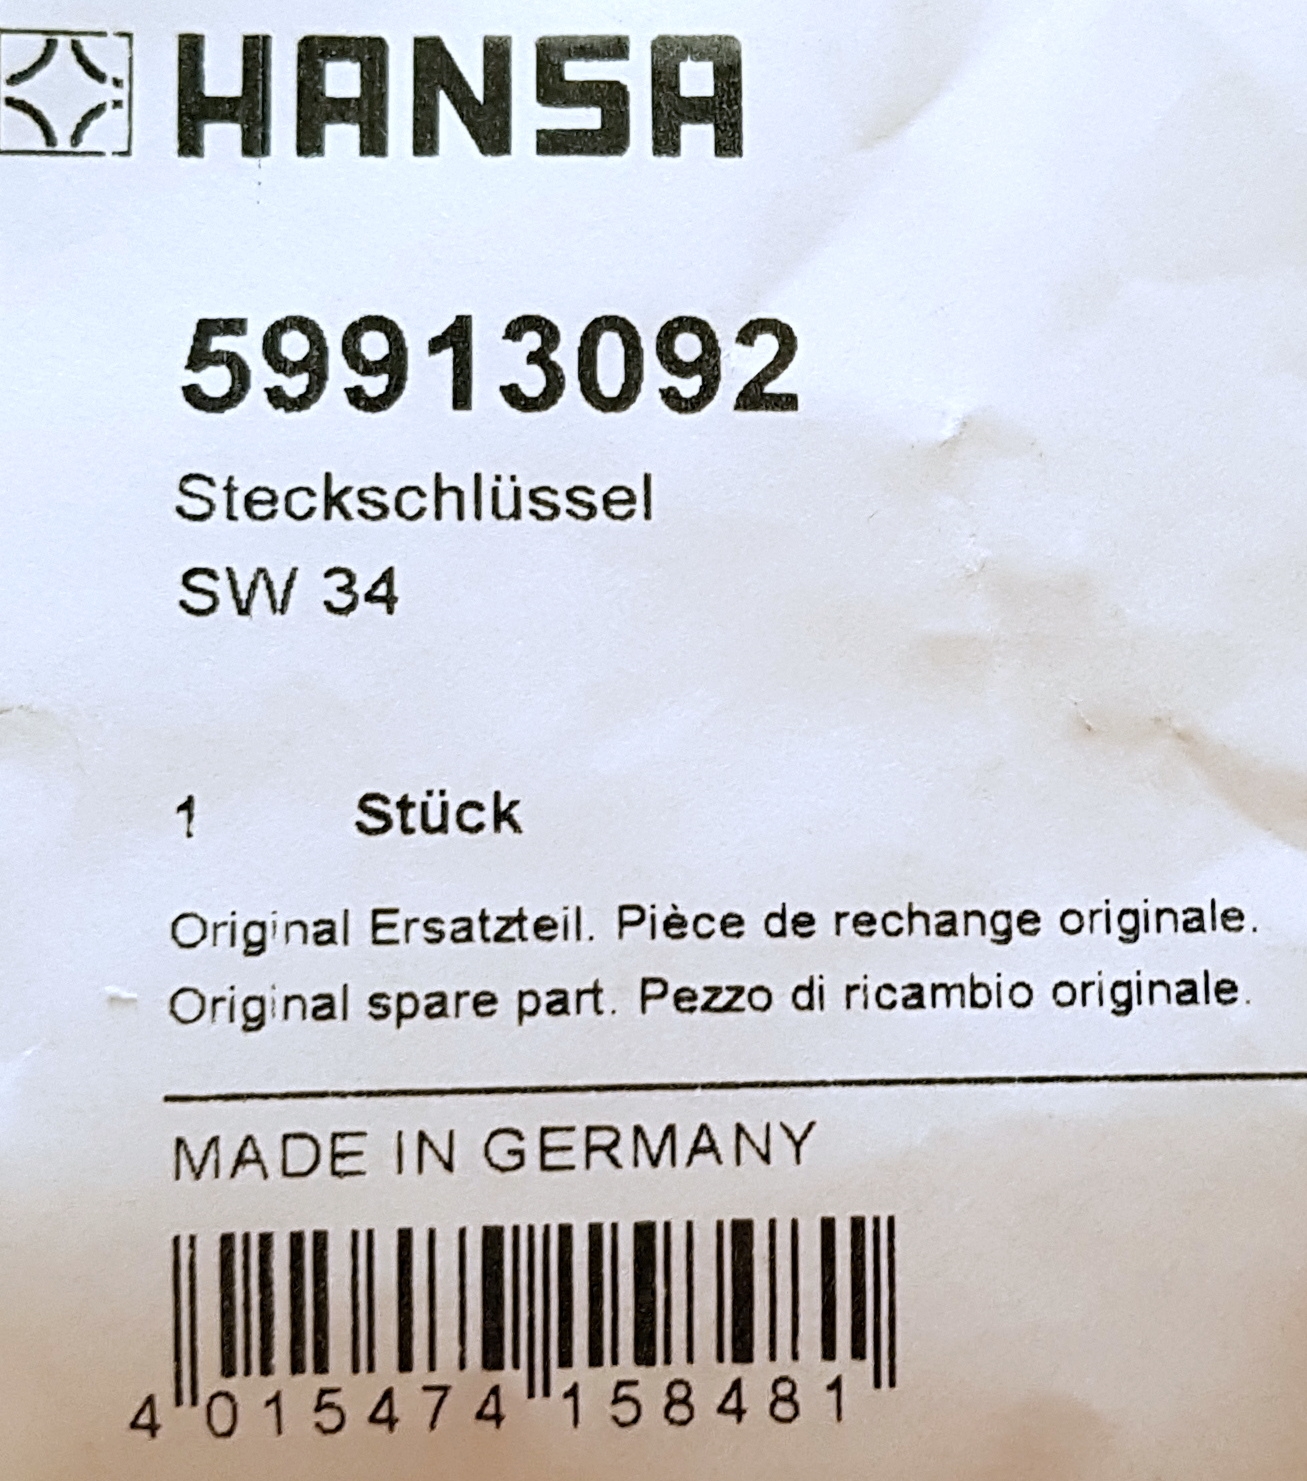 HANSA
59913092
Steckschlüssel
SW 34
1 Stück
Original Ersatzteil. Pièce de rechange originale.
Original spare part. Pezzo di ricambio originale.
MADE IN GERMANY
4 015474 158481